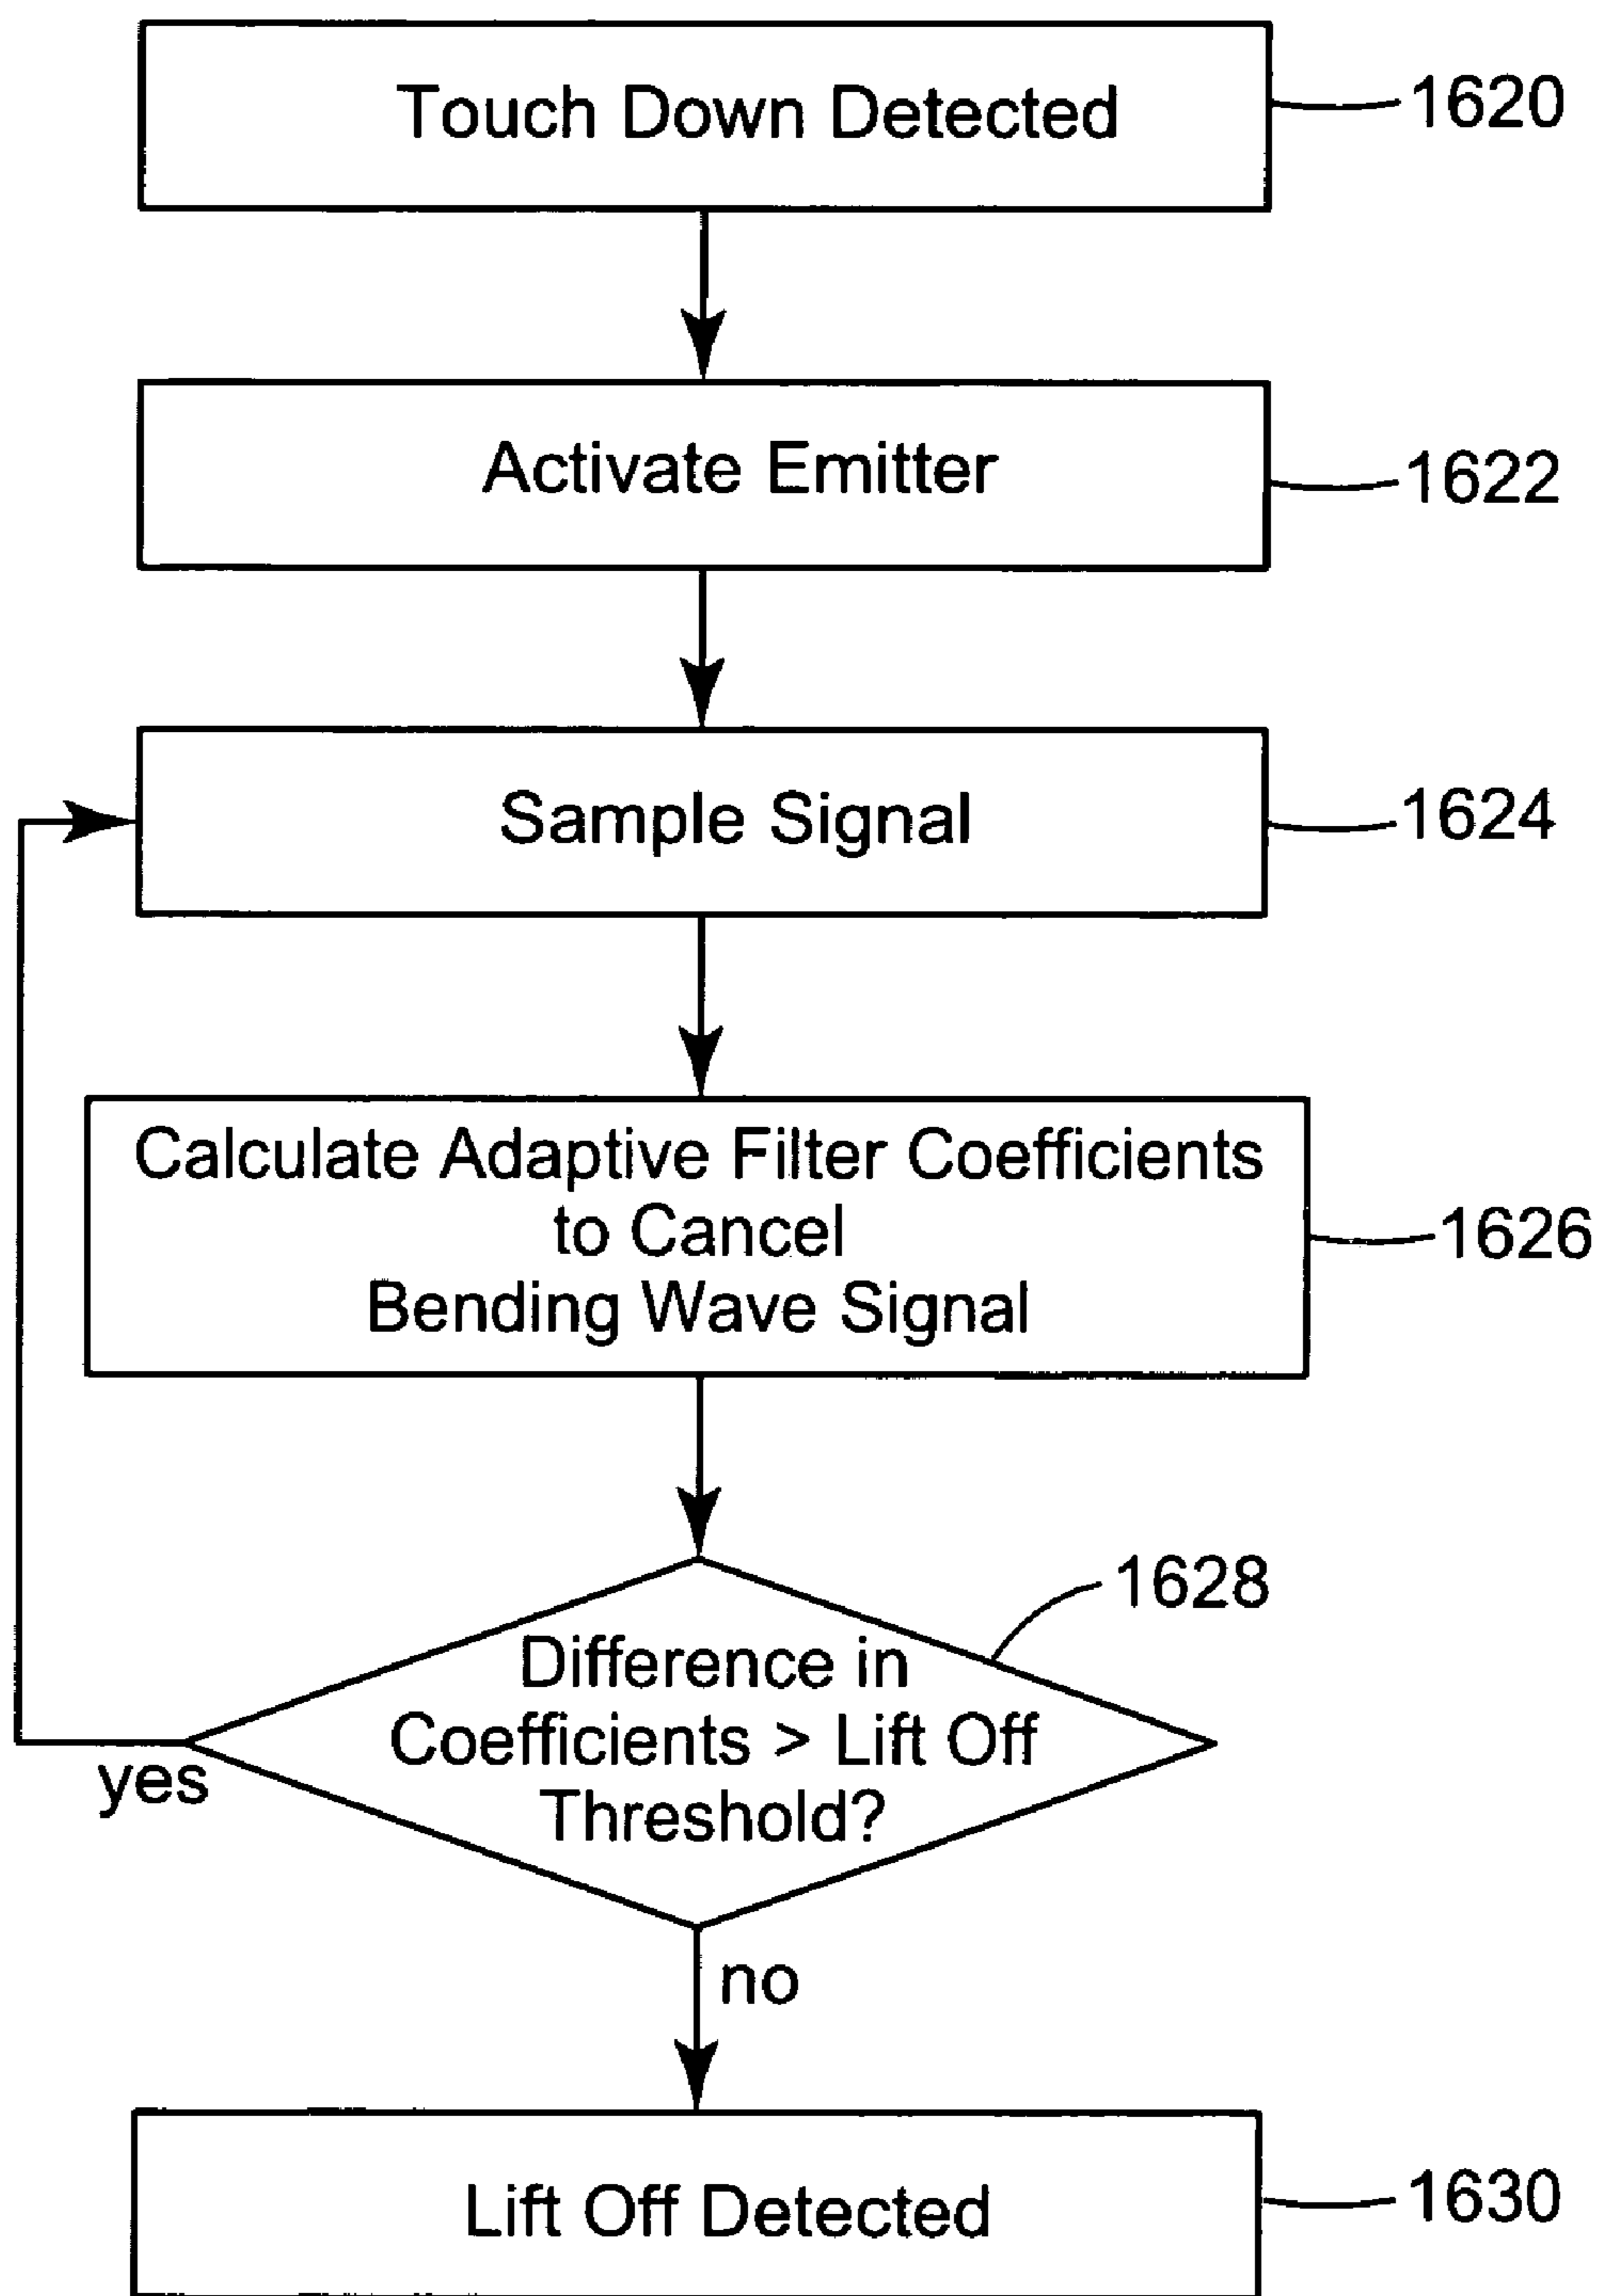 Touch Down Detected
1620
Activate Emitter
1622
Sample Signal
1624
Calculate Adaptive Filter Coefficients
to Cancel
Bending Wave Signal
1626
1628
Difference in
Coefficients > Lift Off
Threshold?
yes
no
Lift Off Detected
1630